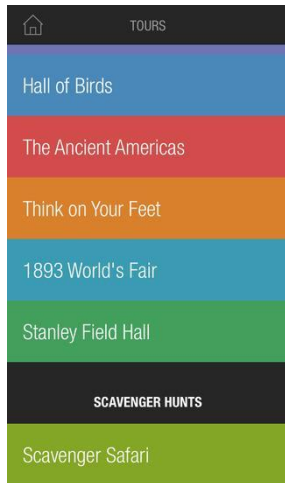 TOURS
Hall of Birds
The Ancient Americas
Think on Your Feet
1893 World's Fair
Stanley Field Hall
SCAVENGER HUNTS
Scavenger Safari